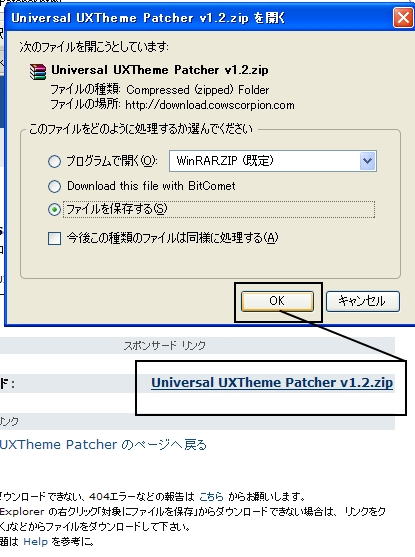 Universal UXTheme Patcher v1.2.zip を開く
次のファイルを開こうとしています:
Universal UXTheme Patcher v1.2.zip
ファイルの種類: Compressed (zipped) Folder
ファイルの場所: http://download.cowscorpion.com
このファイルをどのように処理するか選んでください
プログラムで開く(O): WinRAR.ZIP (既定)
Download this file with BitComet
ファイルを保存する(S)
今後この種類のファイルは同様に処理する(A)
OK キャンセル
スポンサード リンク
ド: Universal UXTheme Patcher v1.2.zip
リンク
UXTheme Patcher のページへ戻る
ダウンロードできない、404エラーなどの報告は こちら からお願いします。
Explorer の右クリック「対象にファイルを保存」からダウンロードできない場合は、リンクをク
く」などからファイルをダウンロードして下さい。
題は Help を参考に。